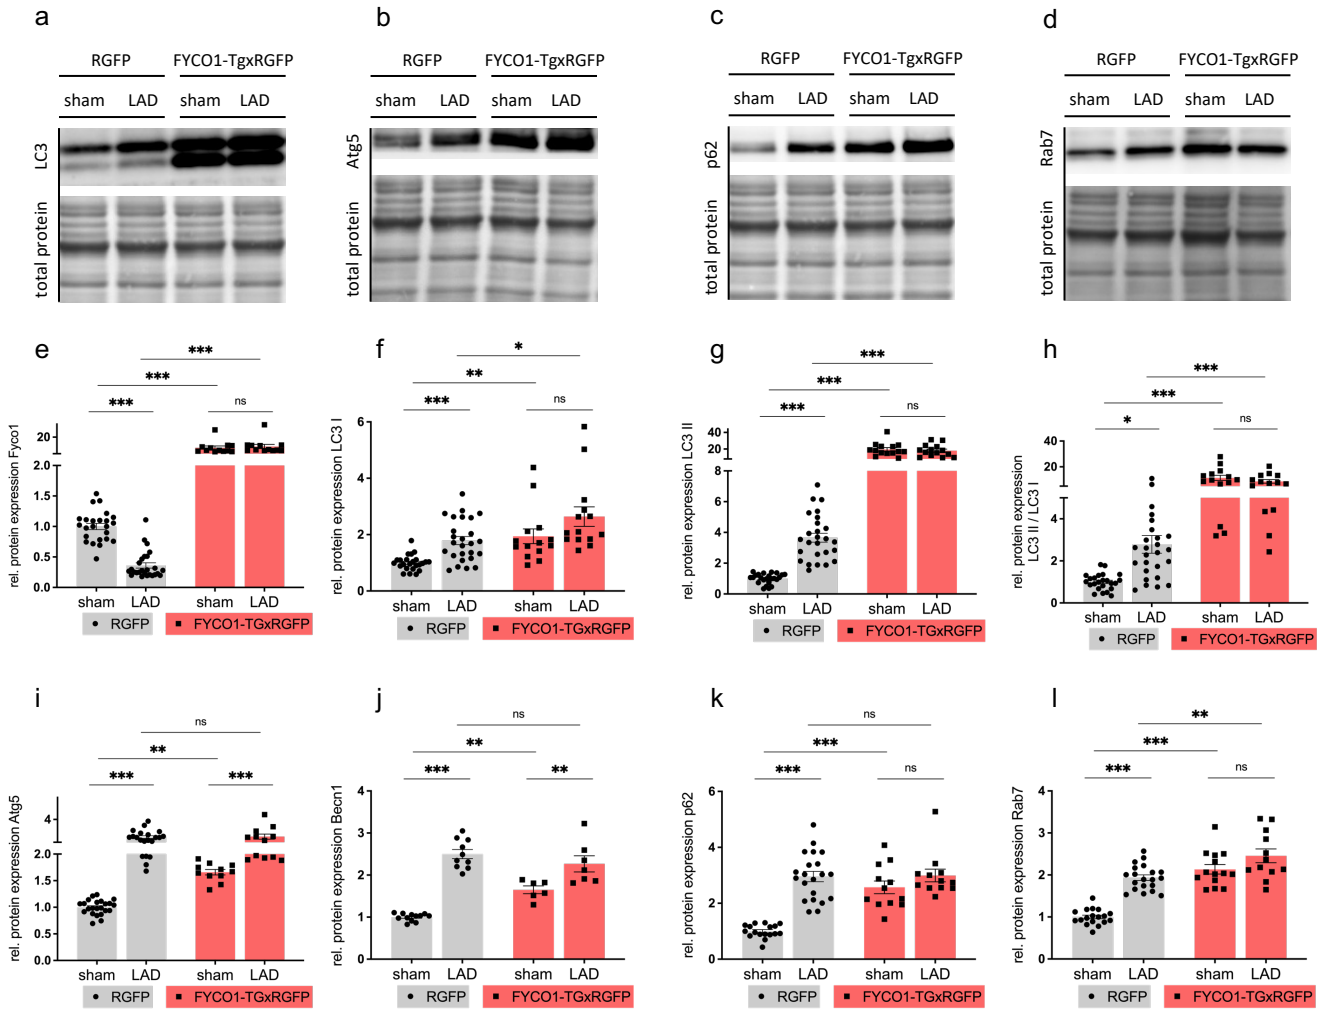 a
RGFP FYCO1-TgxRGFP
sham LAD sham LAD
LC3
total protein
b
RGFP FYCO1-TgxRGFP
sham LAD sham LAD
Atg5
total protein
c
RGFP FYCO1-TgxRGFP
sham LAD sham LAD
p62
total protein
d
RGFP FYCO1-TgxRGFP
sham LAD sham LAD
Rab7
total protein
e
***
***
*** ns
rel. protein expression Fyco1
20
2.0
1.5
1.0
0.5
0.0
sham LAD sham LAD
RGFP FYCO1-TGxRGFP
f
*
**
*** ns
rel. protein expression LC3 I
6
4
2
0
sham LAD sham LAD
RGFP FYCO1-TGxRGFP
g
***
***
*** ns
rel. protein expression LC3 II
40
20
8
6
4
2
0
sham LAD sham LAD
RGFP FYCO1-TGxRGFP
h
***
***
* ns
rel. protein expression
LC3 II / LC3 I
40
20
4
2
0
sham LAD sham LAD
RGFP FYCO1-TGxRGFP
i
ns
**
*** ***
rel. protein expression Atg5
4
2.0
1.5
1.0
0.5
0.0
sham LAD sham LAD
RGFP FYCO1-TGxRGFP
j
ns
**
*** **
rel. protein expression Becn1
4
3
2
1
0
sham LAD sham LAD
RGFP FYCO1-TGxRGFP
k
ns
***
*** ns
rel. protein expression p62
6
4
2
0
sham LAD sham LAD
RGFP FYCO1-TGxRGFP
l
**
***
*** ns
rel. protein expression Rab7
4
3
2
1
0
sham LAD sham LAD
RGFP FYCO1-TGxRGFP